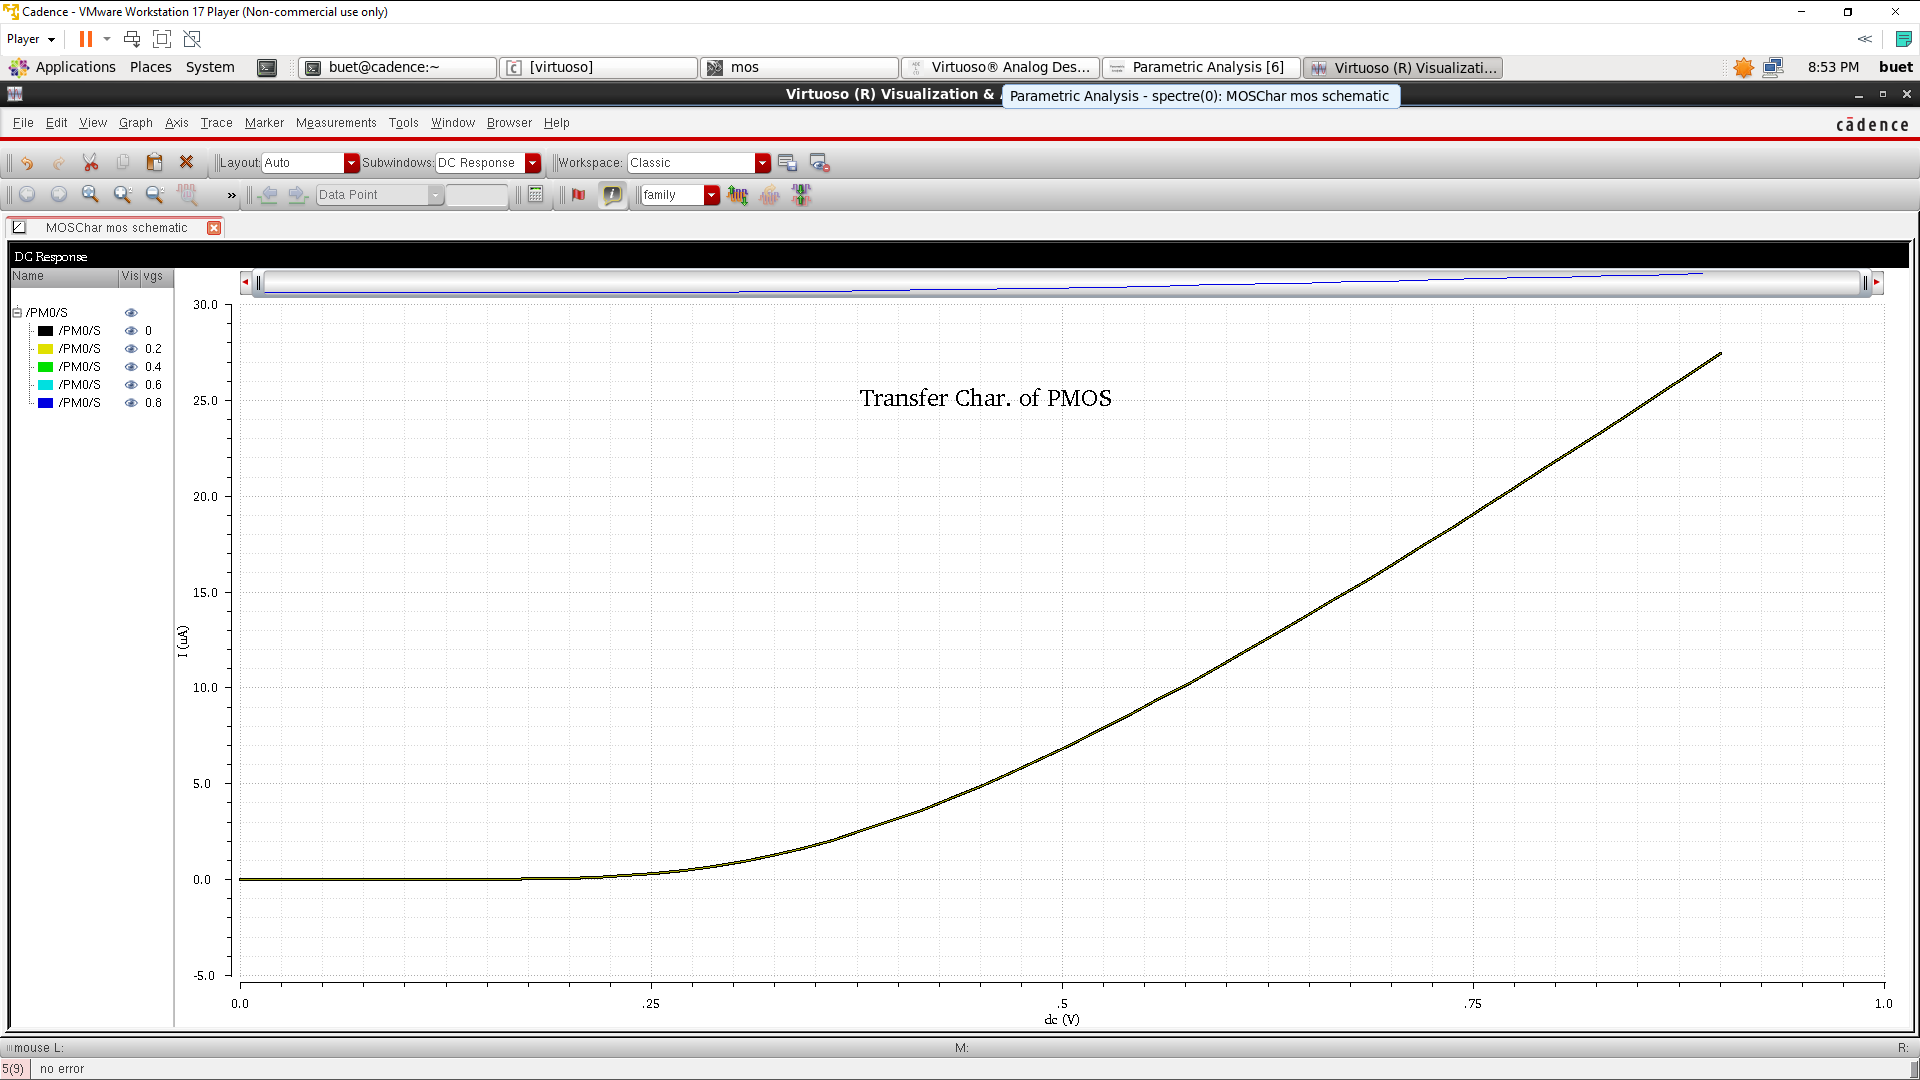 Cadence - VMware Workstation 17 Player (Non-commercial use only)
Player
Applications Places System buet@cadence:~ [virtuoso] mos Virtuoso® Analog Des... Parametric Analysis [6] Virtuoso (R) Visualizati... 8:53 PM buet
Virtuoso (R) Visualization &
Parametric Analysis - spectre(0): MOSChar mos schematic
File Edit View Graph Axis Trace Marker Measurements Tools Window Browser Help
cādence
Layout: Auto Subwindows: DC Response Workspace: Classic
Data Point family
MOSChar mos schematic
DC Response
Name Vis vgs
/PM0/S
/PM0/S 0
/PM0/S 0.2
/PM0/S 0.4
/PM0/S 0.6
/PM0/S 0.8
Transfer Char. of PMOS
30.0
25.0
20.0
15.0
10.0
5.0
0.0
-5.0
I (uA)
0.0 .25 .5 .75 1.0
dc (V)
mouse L: M: R:
5(9) no error